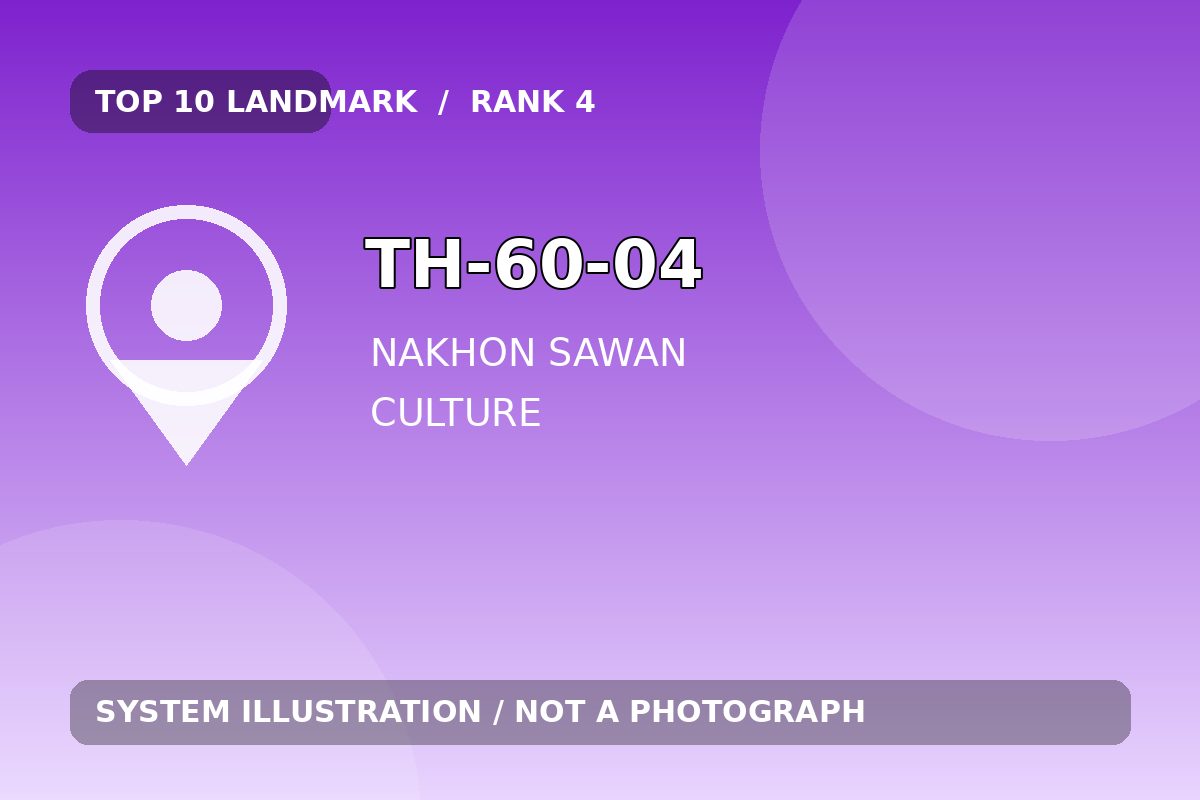 TOP 10 LANDMARK / RANK 4
TH-60-04
NAKHON SAWAN
CULTURE
SYSTEM ILLUSTRATION / NOT A PHOTOGRAPH